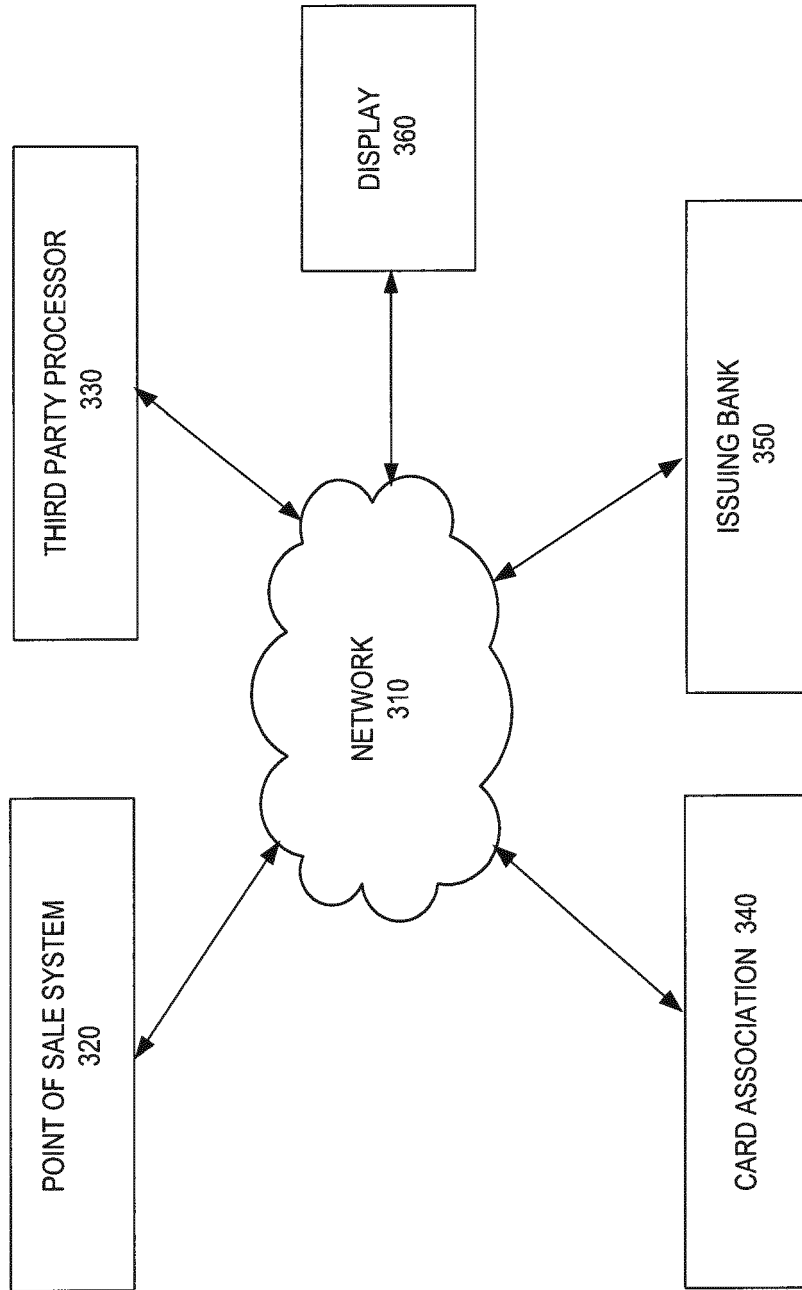 POINT OF SALE SYSTEM
320
THIRD PARTY PROCESSOR
330
NETWORK
310
DISPLAY
360
CARD ASSOCIATION 340
ISSUING BANK
350